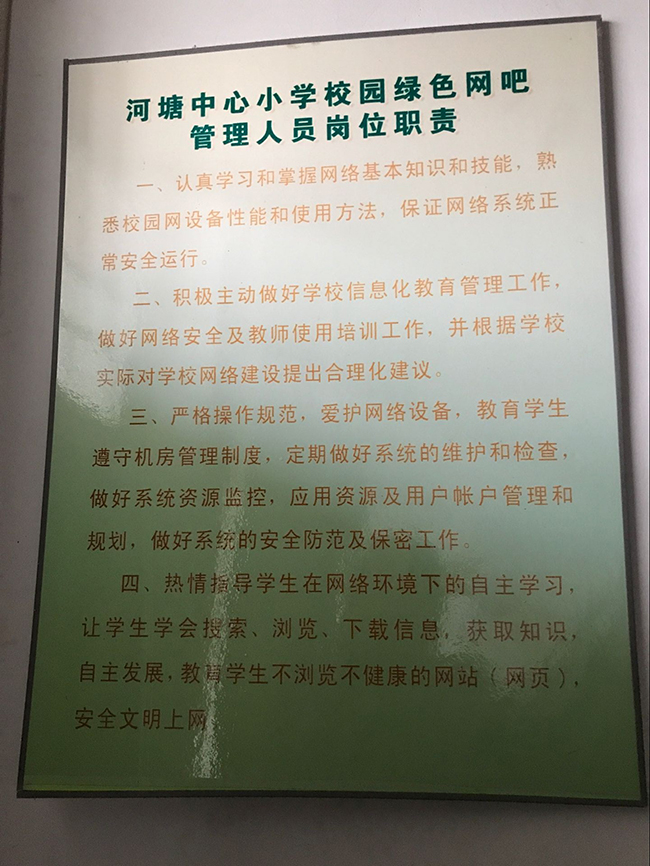 河塘中心小学校园绿色网吧
管理人员岗位职责
一、认真学习和掌握网络基本知识和技能，熟
悉校园网设备性能和使用方法，保证网络系统正
常安全运行。
二、积极主动做好学校信息化教育管理工作，
做好网络安全及教师使用培训工作，并根据学校
实际对学校网络建设提出合理化建议。
三、严格操作规范，爱护网络设备，教育学生
遵守机房管理制度，定期做好系统的维护和检查，
做好系统资源监控，应用资源及用户帐户管理和
规划，做好系统的安全防范及保密工作。
四、热情指导学生在网络环境下的自主学习，
让学生学会搜索、浏览、下载信息，获取知识，
自主发展，教育学生不浏览不健康的网站（网页），
安全文明上网